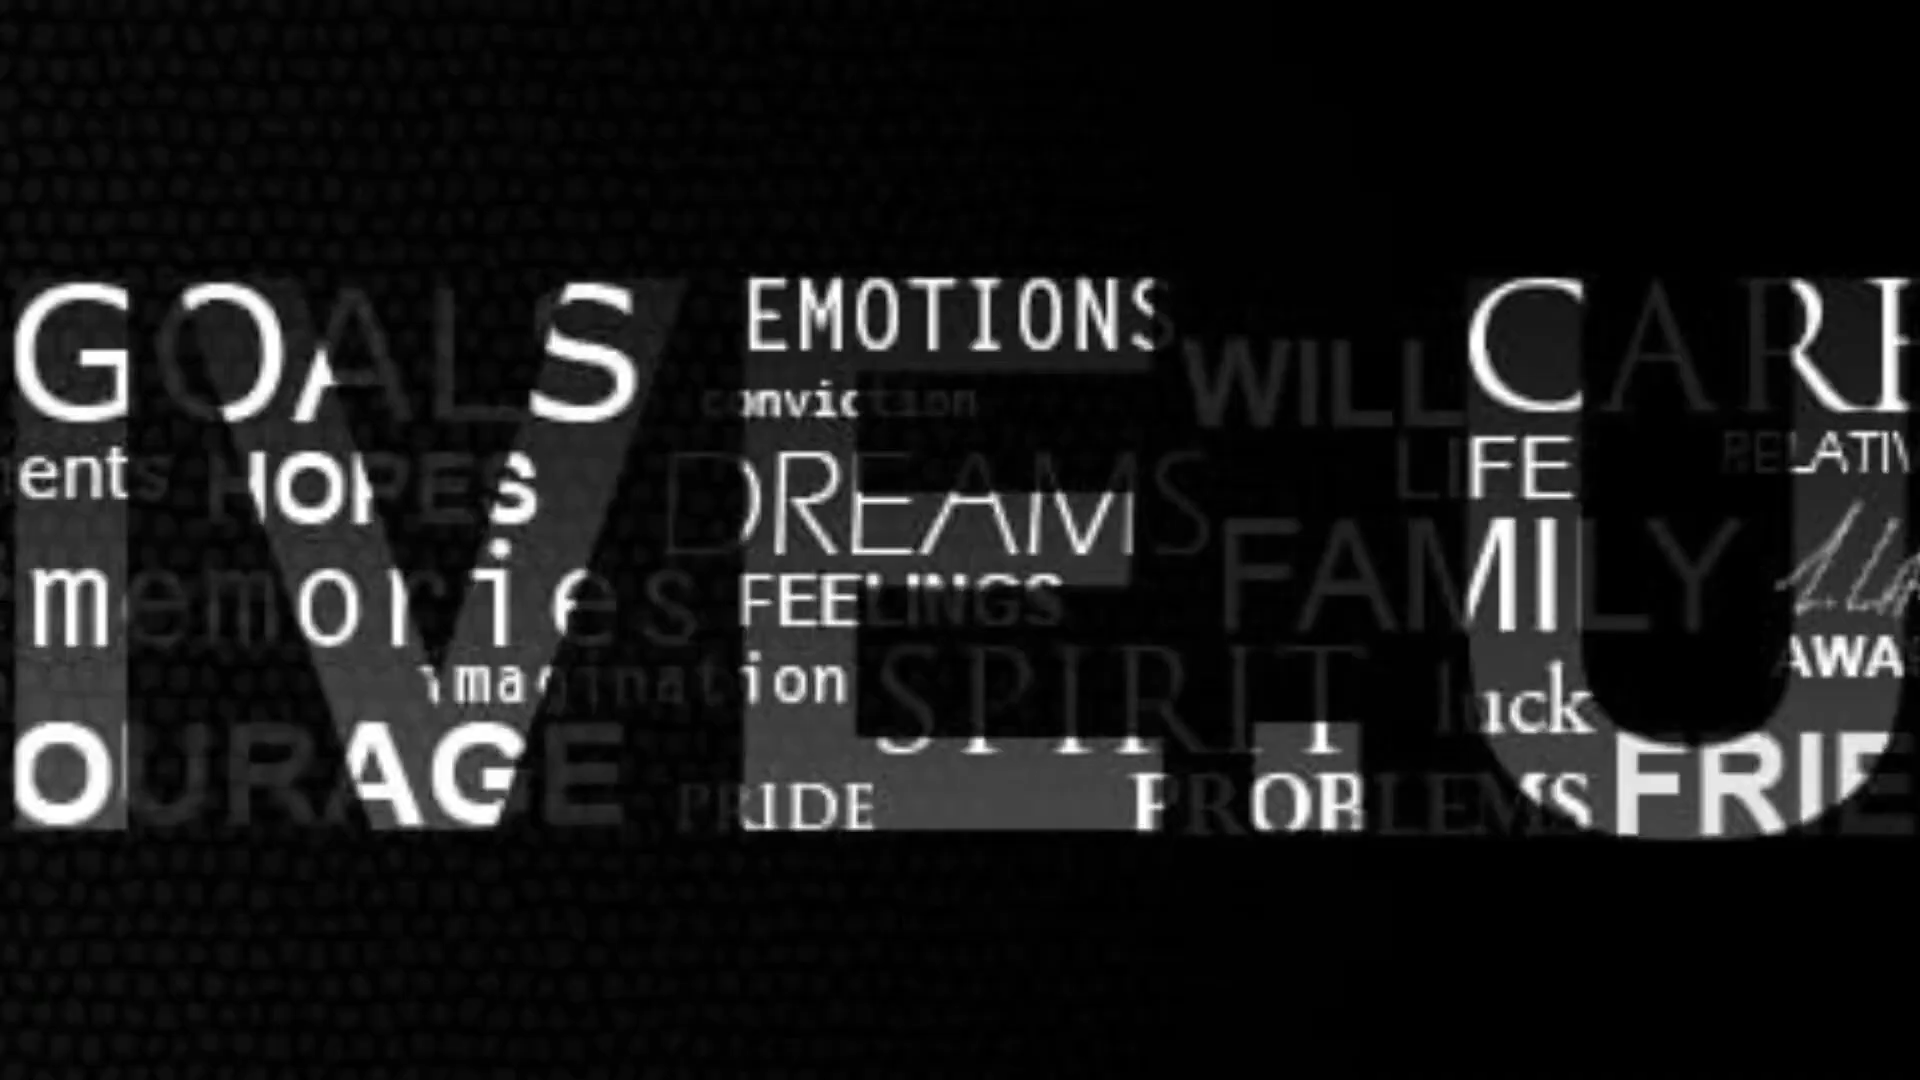 GOALS
EMOTIONS
WILL
CARE
conviction
ents
HOPES
DREAMS
LIFE
RELATIV
memories
FEELINGS
FAMILY
imagination
SPIRIT
luck
AWA
OURAGE
PRIDE
PROBLEMS
FRIE